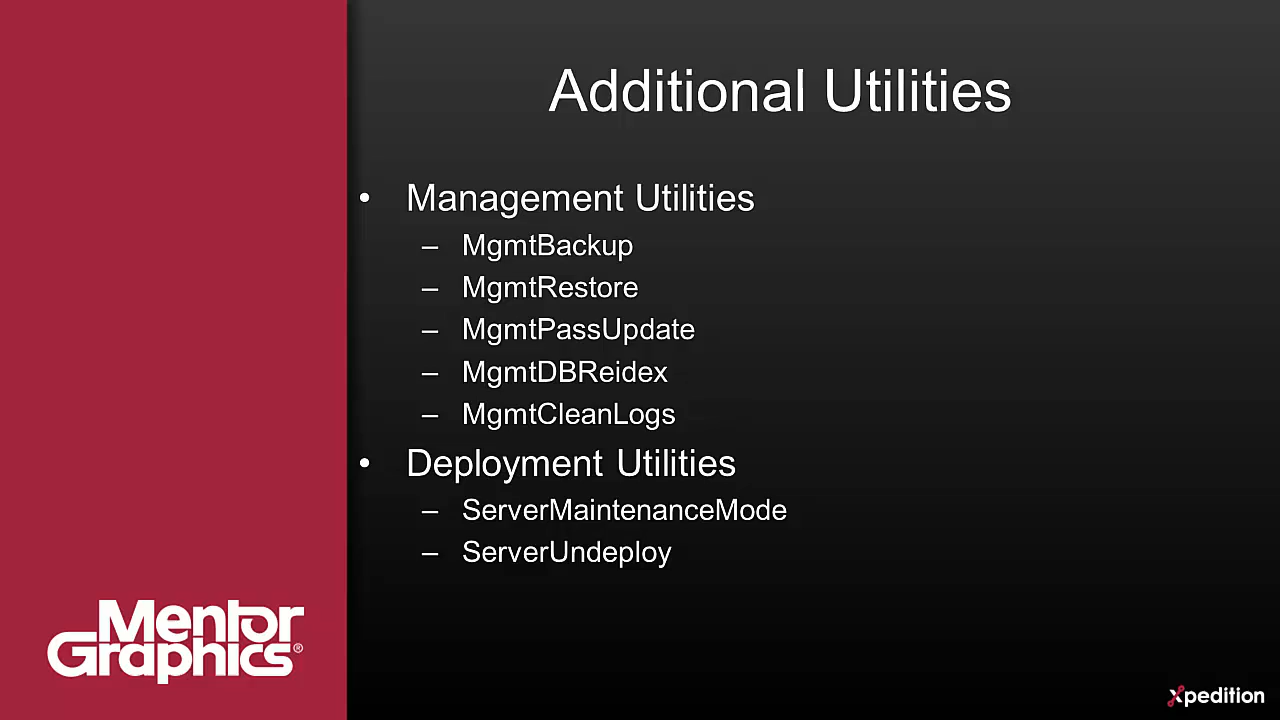 Additional Utilities
• Management Utilities
– MgmtBackup
– MgmtRestore
– MgmtPassUpdate
– MgmtDBReidex
– MgmtCleanLogs
• Deployment Utilities
– ServerMaintenanceMode
– ServerUndeploy
Mentor
Graphics®
Xpedition